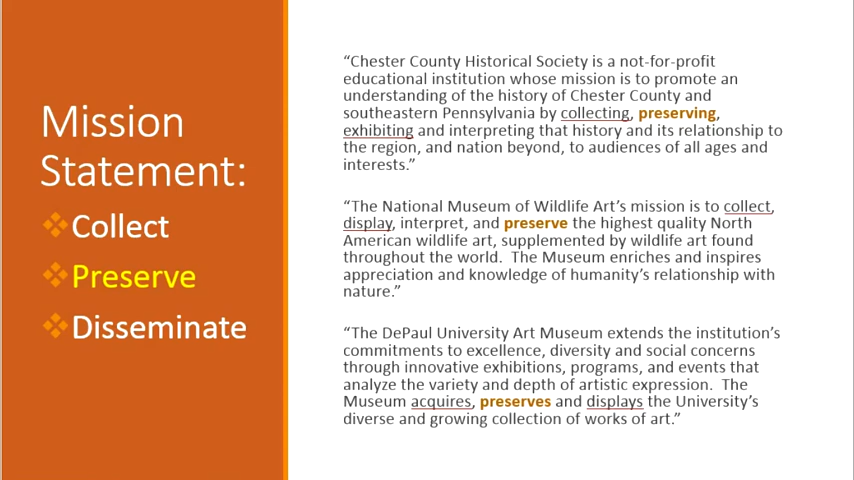 Mission
Statement:
Collect
Preserve
Disseminate
“Chester County Historical Society is a not-for-profit
educational institution whose mission is to promote an
understanding of the history of Chester County and
southeastern Pennsylvania by collecting, preserving,
exhibiting and interpreting that history and its relationship to
the region, and nation beyond, to audiences of all ages and
interests.”
“The National Museum of Wildlife Art’s mission is to collect,
display, interpret, and preserve the highest quality North
American wildlife art, supplemented by wildlife art found
throughout the world.  The Museum enriches and inspires
appreciation and knowledge of humanity’s relationship with
nature.”
“The DePaul University Art Museum extends the institution’s
commitments to excellence, diversity and social concerns
through innovative exhibitions, programs, and events that
analyze the variety and depth of artistic expression.  The
Museum acquires, preserves and displays the University’s
diverse and growing collection of works of art.”